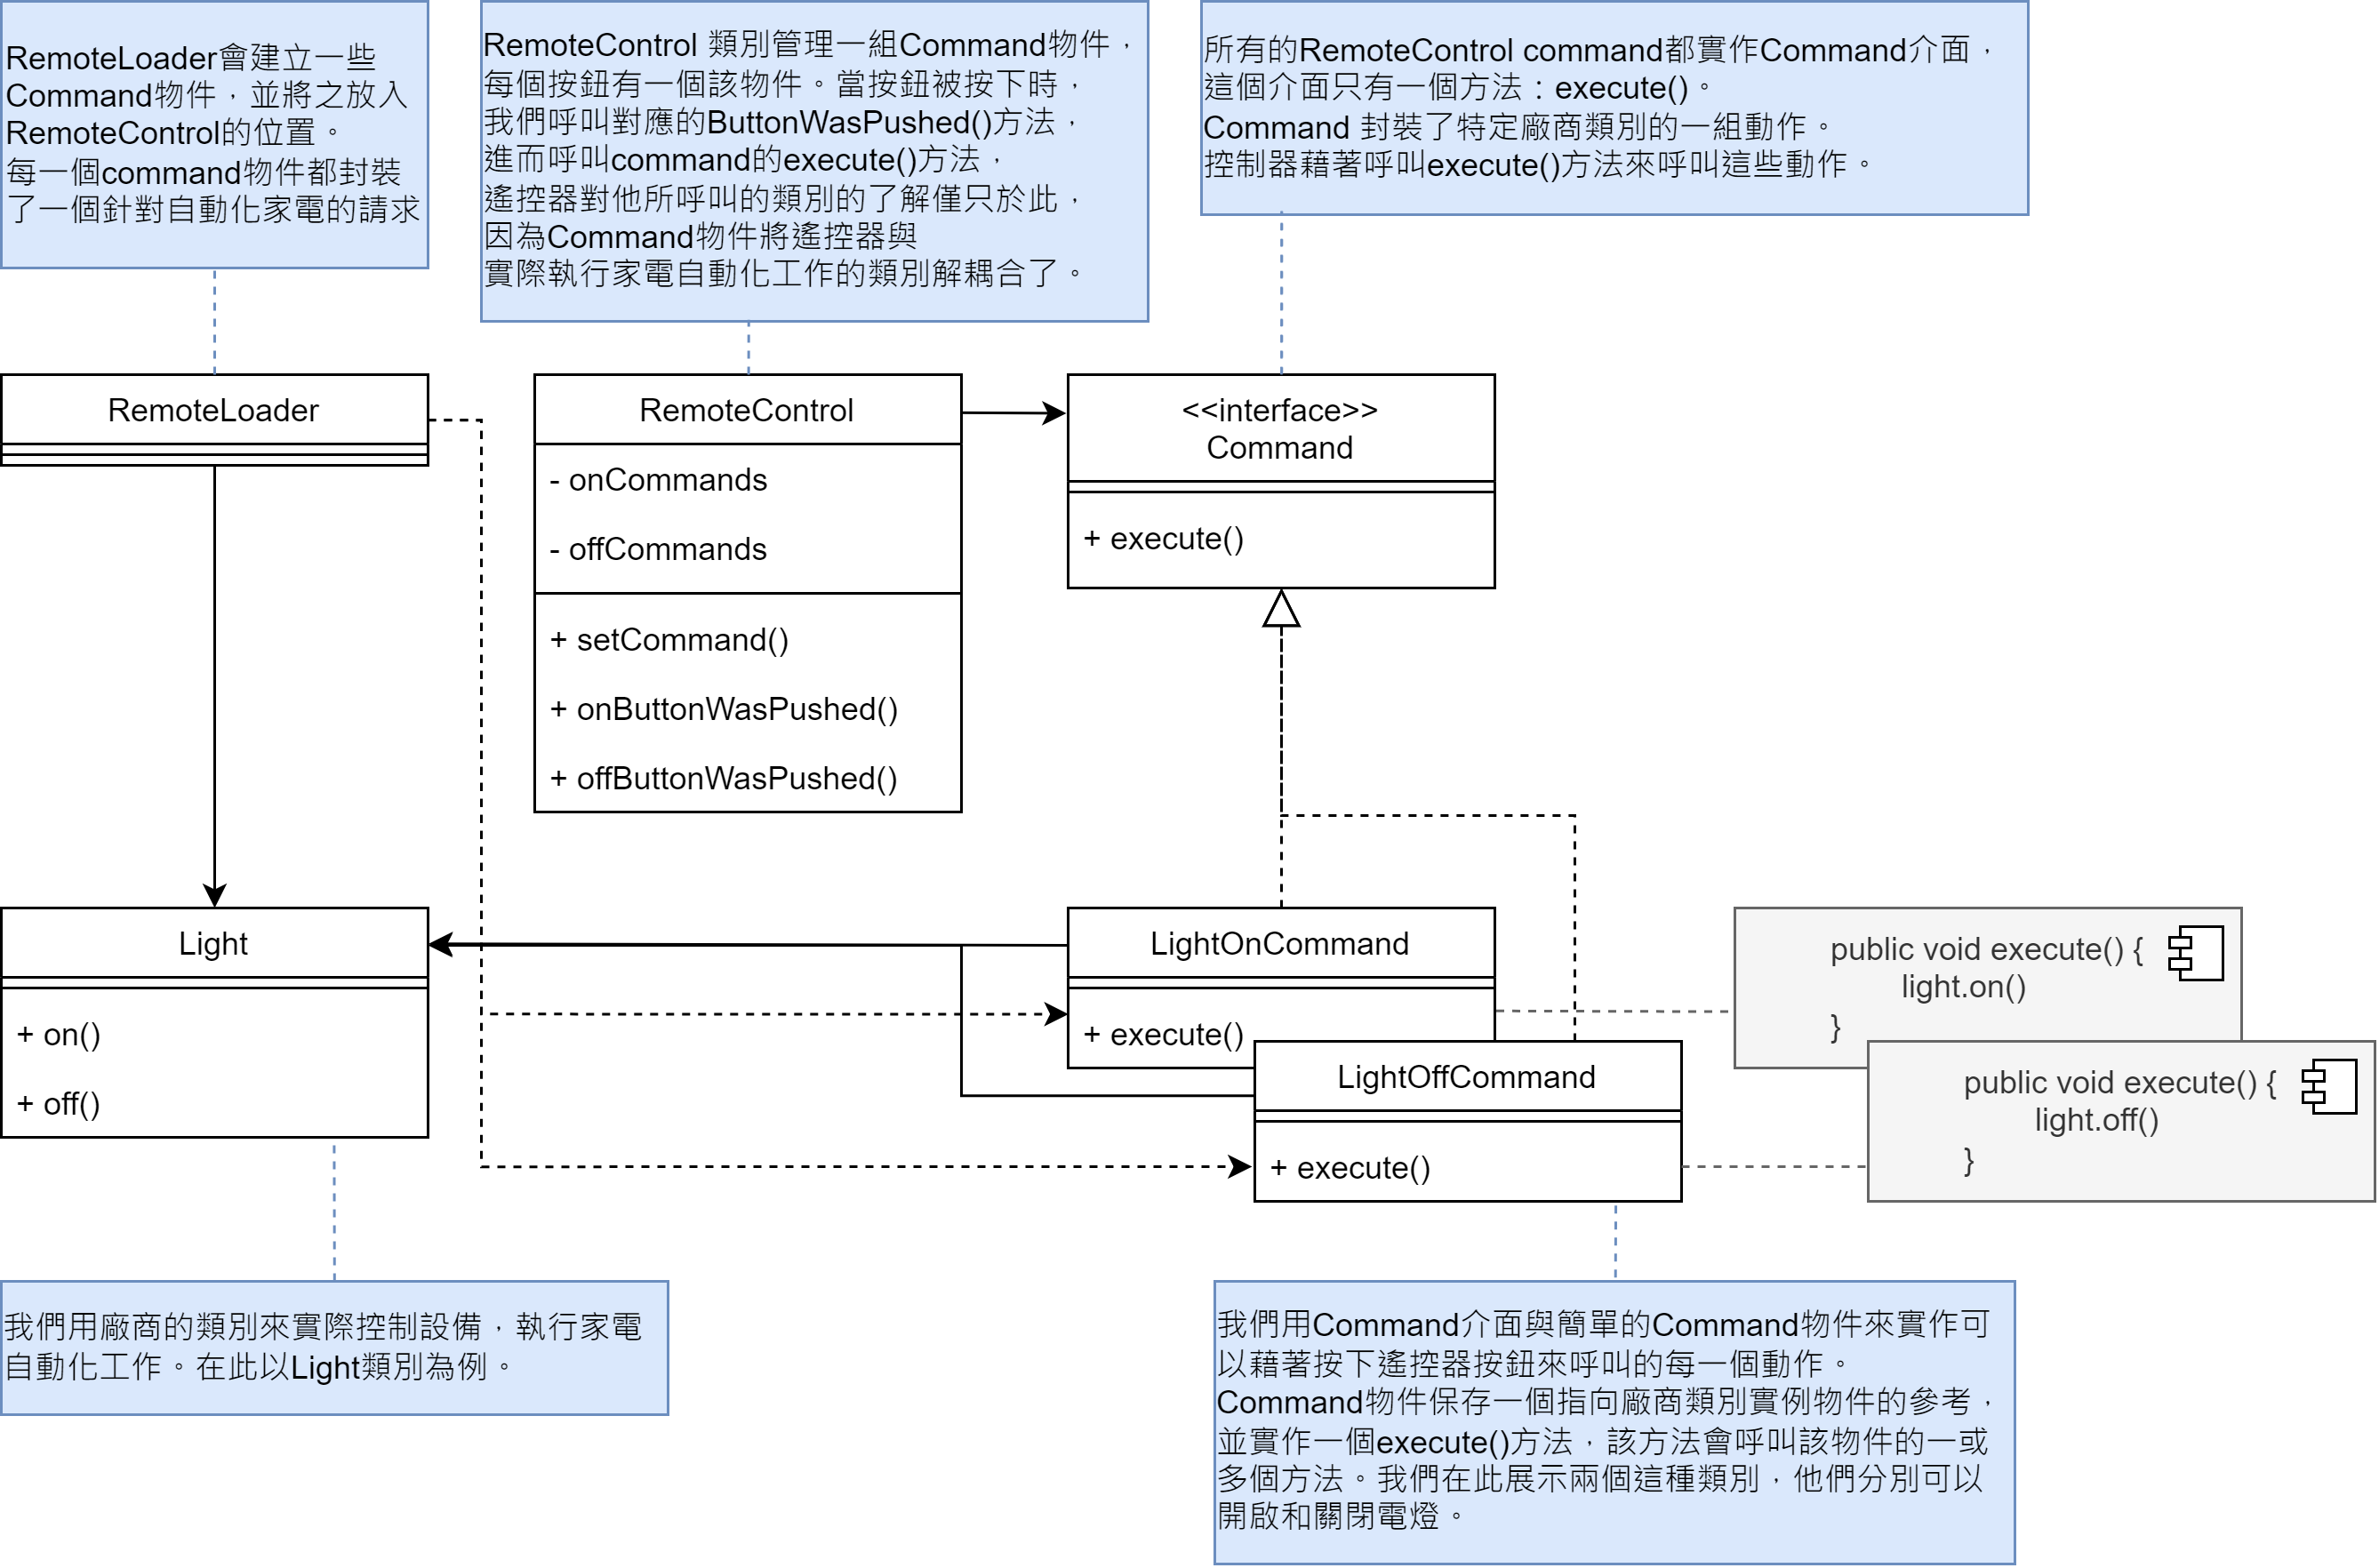 RemoteLoader會建立一些
Command物件，並將之放入
RemoteControl的位置。
每一個command物件都封裝
了一個針對自動化家電的請求
RemoteControl 類別管理一組Command物件，
每個按鈕有一個該物件。當按鈕被按下時，
我們呼叫對應的ButtonWasPushed()方法，
進而呼叫command的execute()方法，
遙控器對他所呼叫的類別的了解僅只於此，
因為Command物件將遙控器與
實際執行家電自動化工作的類別解耦合了。
所有的RemoteControl command都實作Command介面，
這個介面只有一個方法：execute()。
Command 封裝了特定廠商類別的一組動作。
控制器藉著呼叫execute()方法來呼叫這些動作。
RemoteLoader
RemoteControl
- onCommands
- offCommands
+ setCommand()
+ onButtonWasPushed()
+ offButtonWasPushed()
<<interface>>
Command
+ execute()
Light
+ on()
+ off()
LightOnCommand
+ execute()
public void execute() {
light.on()
}
LightOffCommand
+ execute()
public void execute() {
light.off()
}
我們用廠商的類別來實際控制設備，執行家電
自動化工作。在此以Light類別為例。
我們用Command介面與簡單的Command物件來實作可
以藉著按下遙控器按鈕來呼叫的每一個動作。
Command物件保存一個指向廠商類別實例物件的參考，
並實作一個execute()方法，該方法會呼叫該物件的一或
多個方法。我們在此展示兩個這種類別，他們分別可以
開啟和關閉電燈。